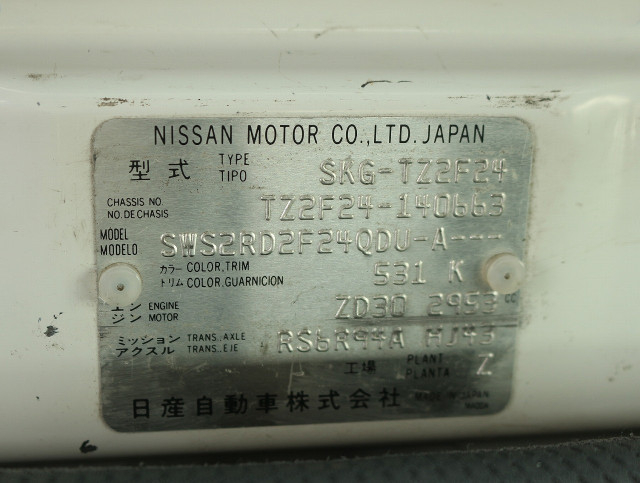 NISSAN MOTOR CO.,LTD. JAPAN
型式 TYPE TIPO SKG-TZ2F24
CHASSIS NO. NO.DE CHASIS TZ2F24-140663
MODEL MODELO SWS2RD2F24QDU-A---
カラー COLOR,TRIM トリム COLOR,GUARNICION 531 K
エンジン ENGINE MOTOR ZD30 2953 cc
ミッション アクスル TRANS.,AXLE TRANS.,EJE RS6R94A HJ43
工場 PLANT PLANTA Z
日産自動車株式会社 MADE IN JAPAN